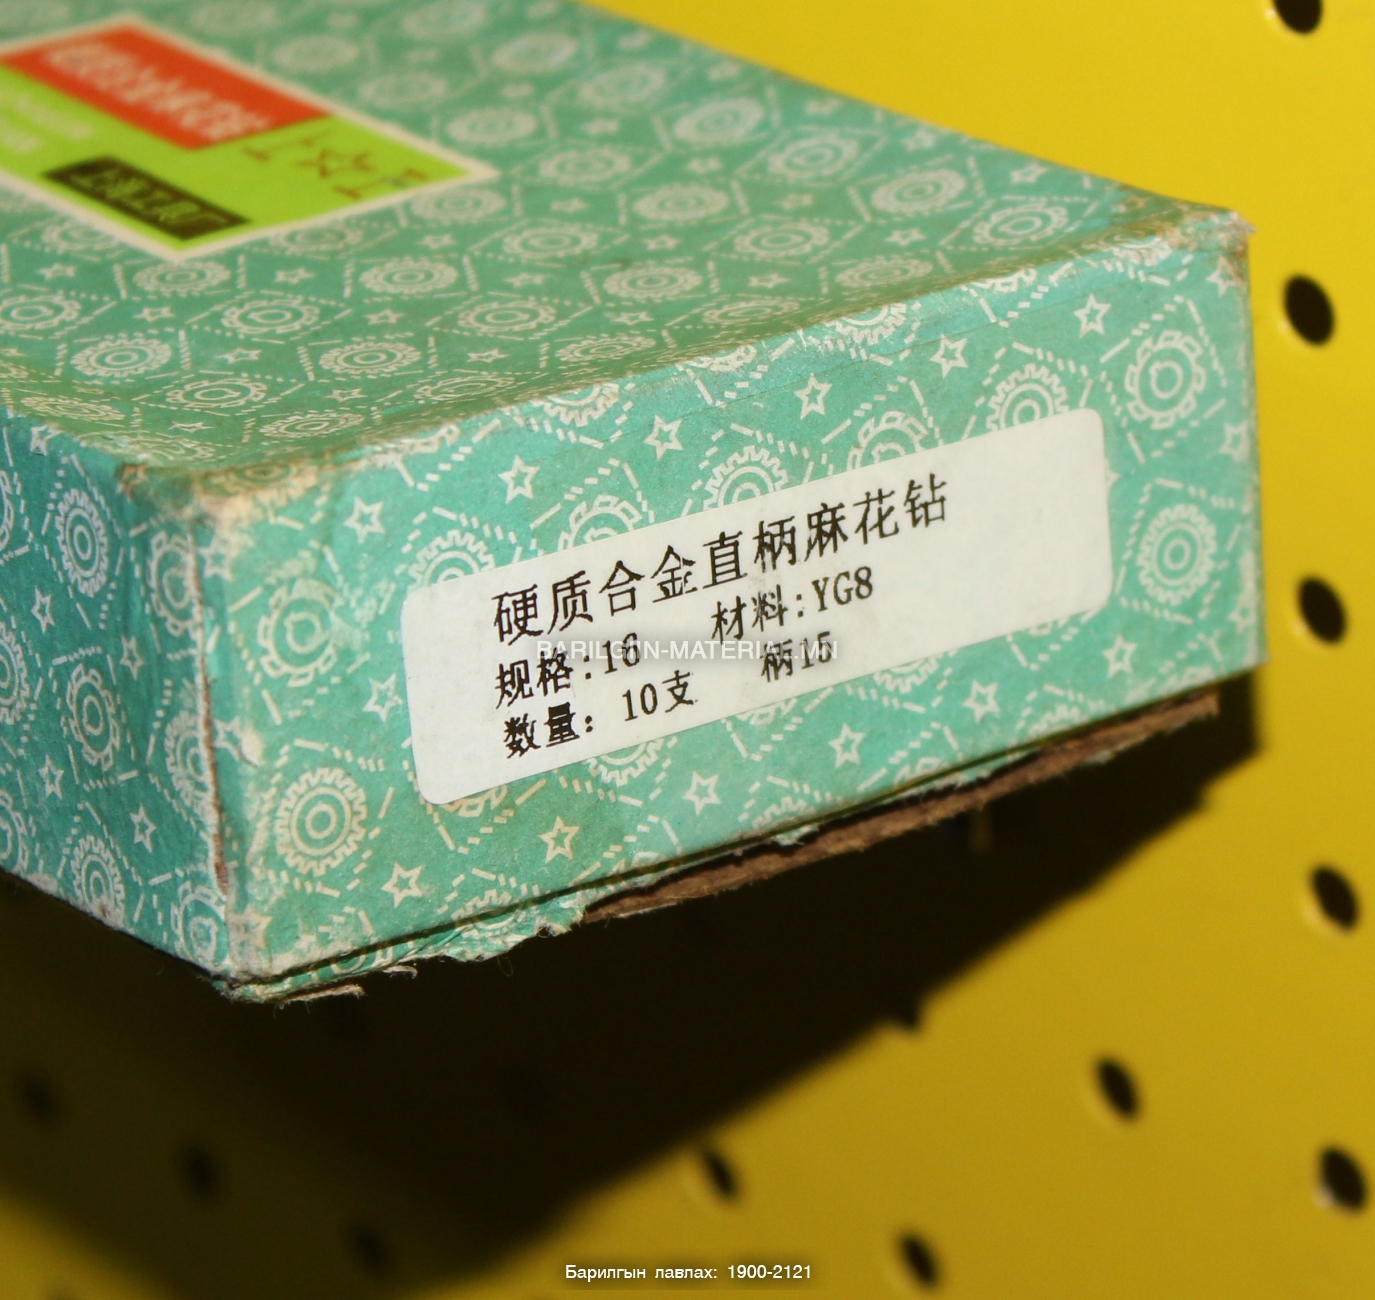 硬质合金直柄麻花钻
规格:16 材料:YG8
数量: 10支 柄15
BARILGIIN-MATERIAL.MN
Барилгын лавлах: 1900-2121